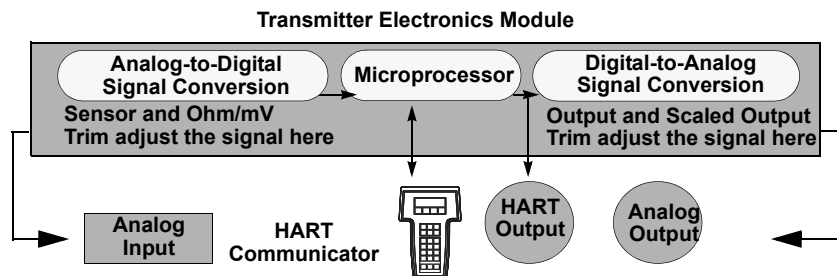 Transmitter Electronics Module
Analog-to-Digital
Signal Conversion
Microprocessor
Digital-to-Analog
Signal Conversion
Sensor and Ohm/mV
Trim adjust the signal here
Output and Scaled Output
Trim adjust the signal here
Analog
Input
HART
Communicator
HART
Output
Analog
Output